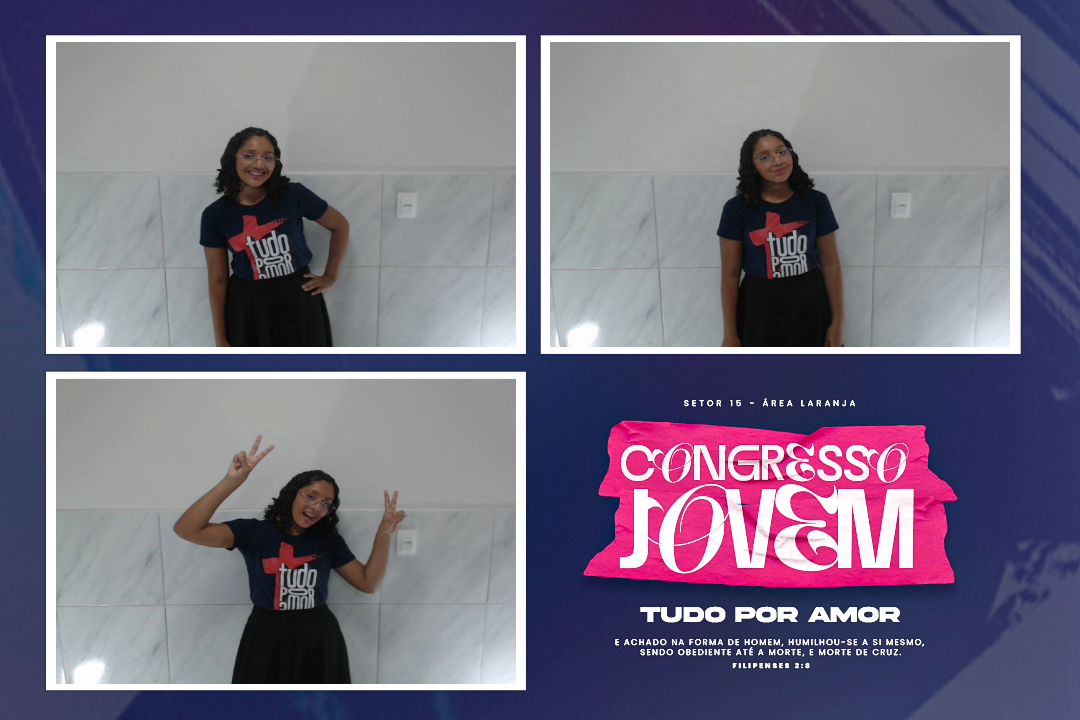 tudo
POR
amor
tudo
POR
amor
tudo
POR
amor
SETOR 15 - ÁREA LARANJA
CONGRESSO
JOVEM
TUDO POR AMOR
E ACHADO NA FORMA DE HOMEM, HUMILHOU-SE A SI MESMO,
SENDO OBEDIENTE ATÉ A MORTE, E MORTE DE CRUZ.
FILIPENSES 2:8